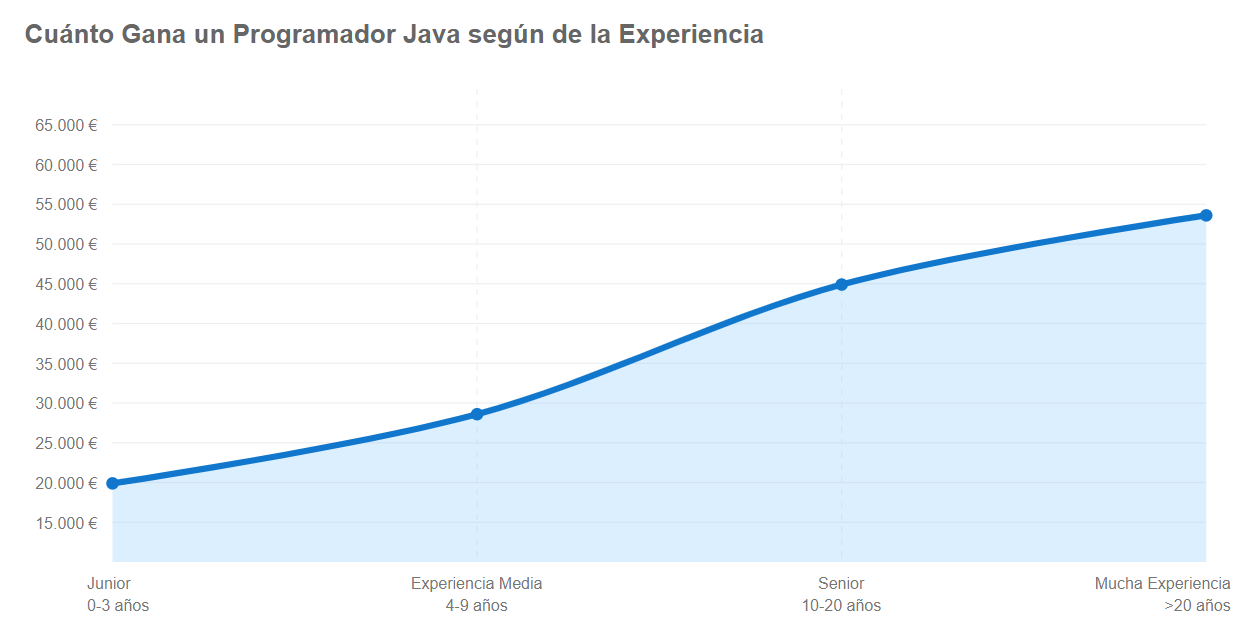 Cuánto Gana un Programador Java según de la Experiencia
65.000 €
60.000 €
55.000 €
50.000 €
45.000 €
40.000 €
35.000 €
30.000 €
25.000 €
20.000 €
15.000 €
Junior
0-3 años
Experiencia Media
4-9 años
Senior
10-20 años
Mucha Experiencia
>20 años